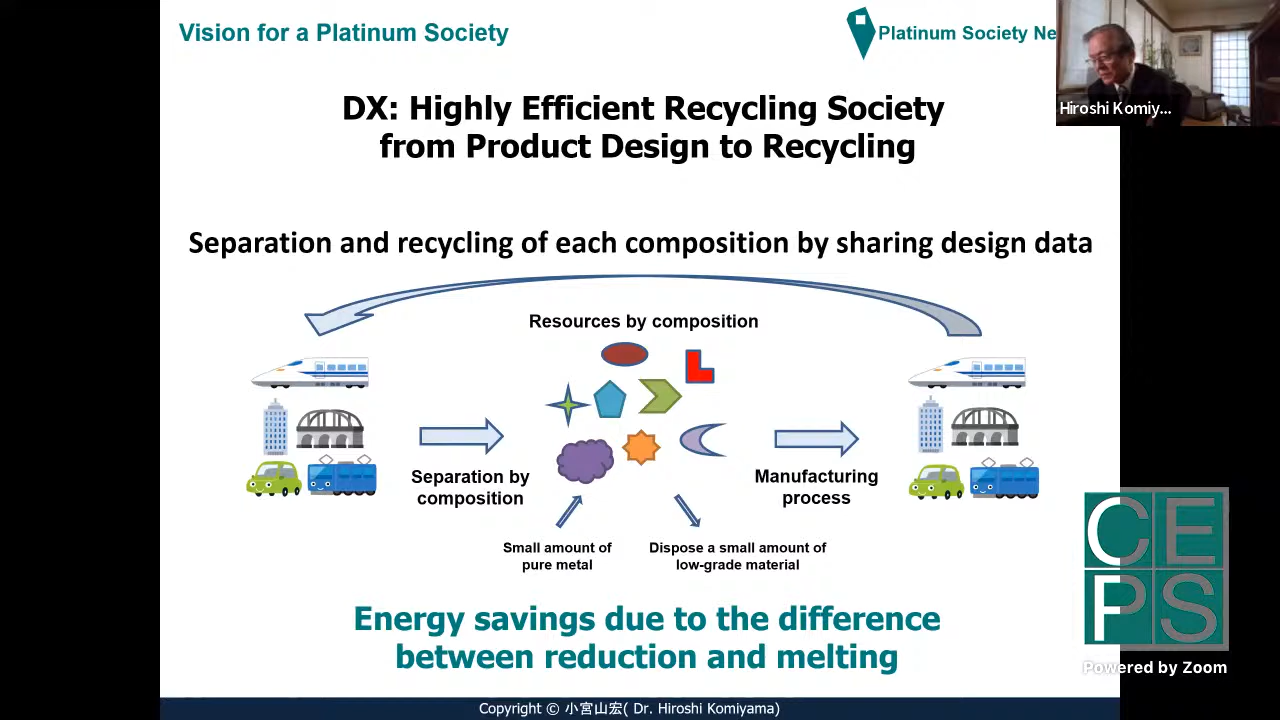 Vision for a Platinum Society
Platinum Society Ne
Hiroshi Komiy...
DX: Highly Efficient Recycling Society
from Product Design to Recycling
Separation and recycling of each composition by sharing design data
Resources by composition
Separation by
composition
Manufacturing
process
Small amount of
pure metal
Dispose a small amount of
low-grade material
Energy savings due to the difference
between reduction and melting
CE
PS
Powered by Zoom
Copyright © 小宮山宏( Dr. Hiroshi Komiyama)